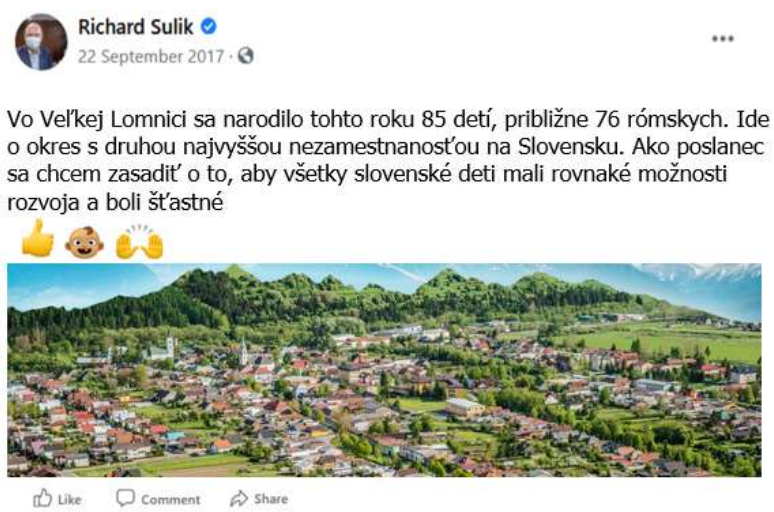 Richard Sulik
22 September 2017 ·
Vo Veľkej Lomnici sa narodilo tohto roku 85 detí, približne 76 rómskych. Ide
o okres s druhou najvyššou nezamestnanosťou na Slovensku. Ako poslanec
sa chcem zasadiť o to, aby všetky slovenské deti mali rovnaké možnosti
rozvoja a boli šťastné
👍 👶🏽 🙌
Like Comment Share